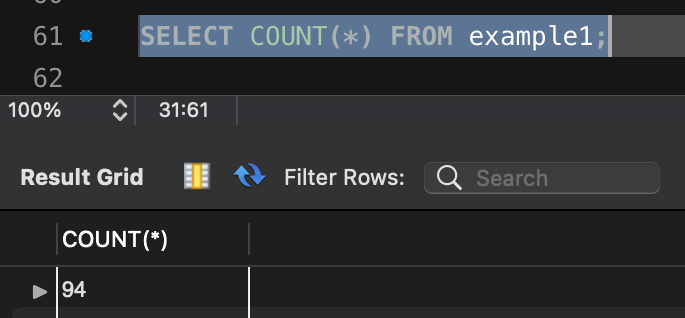 61 SELECT COUNT(*) FROM example1;
62
100% 31:61
Result Grid Filter Rows: Search
COUNT(*)
94